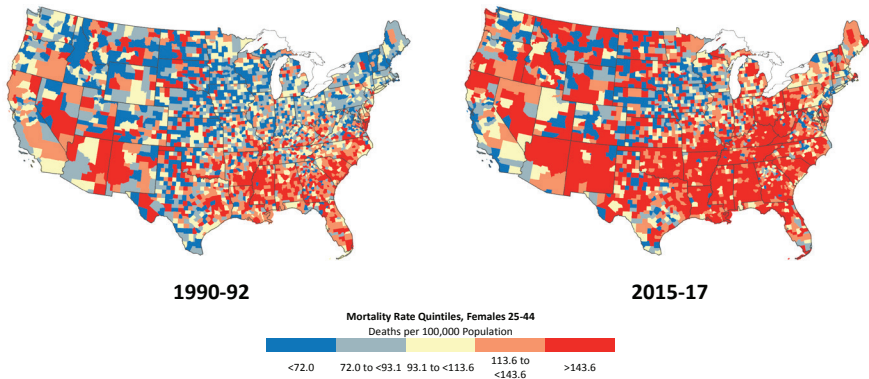 1990-92
2015-17
Mortality Rate Quintiles, Females 25-44
Deaths per 100,000 Population
<72.0
72.0 to <93.1
93.1 to <113.6
113.6 to
<143.6
>143.6